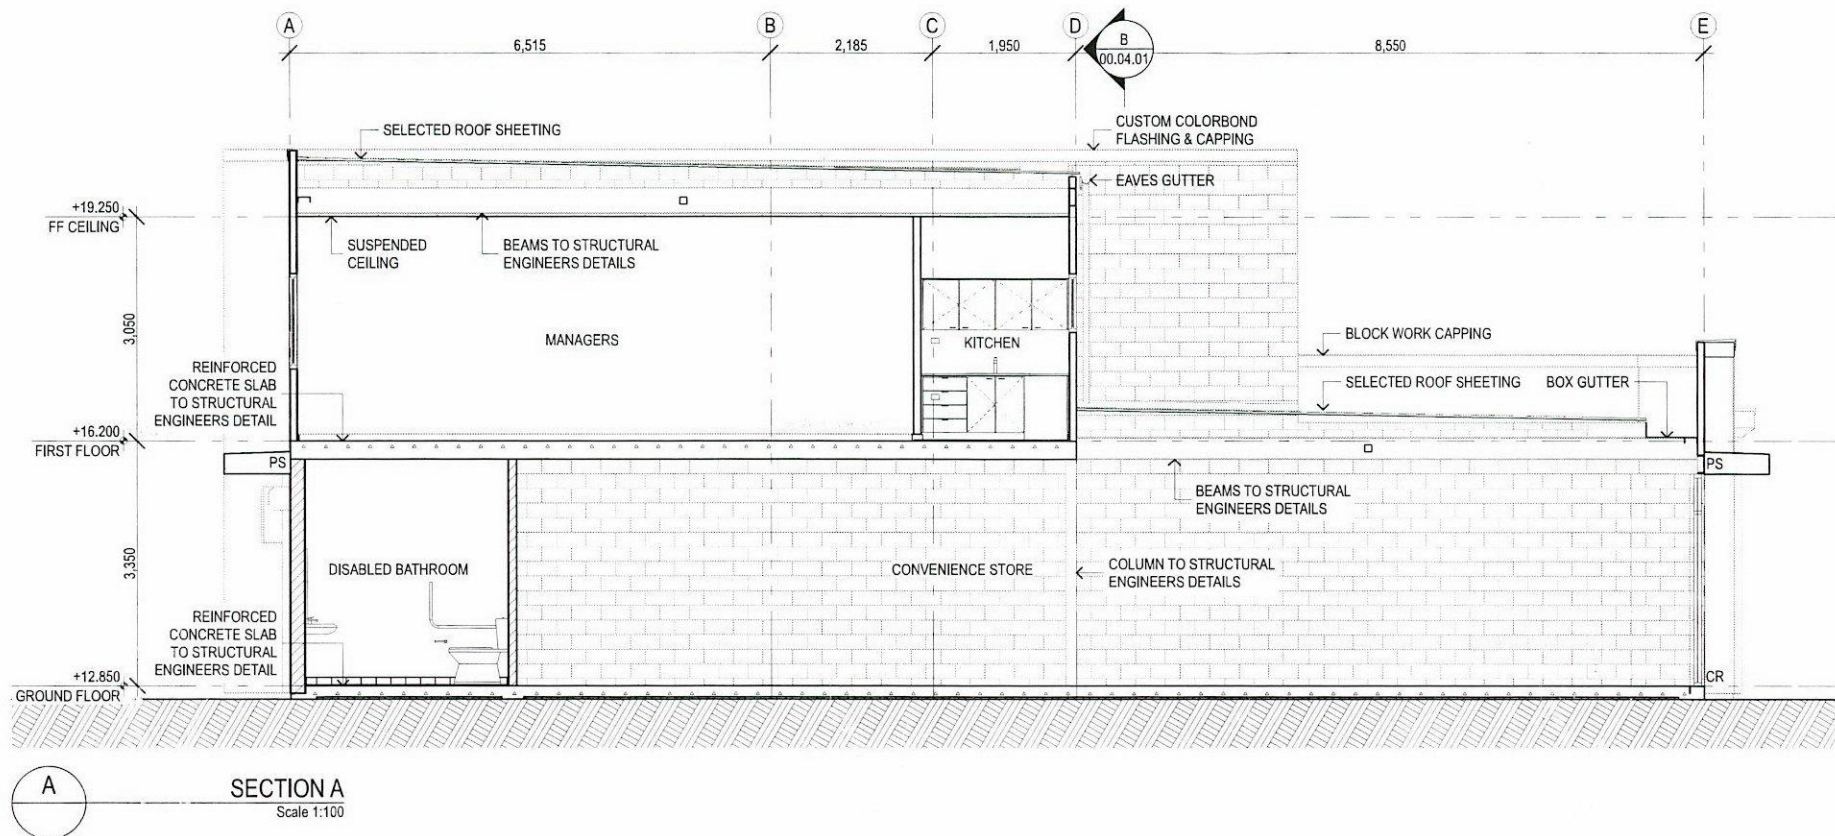 A
B
C
D
E
6,515
2,185
1,950
8,550
B
00.04.01
SELECTED ROOF SHEETING
CUSTOM COLORBOND
FLASHING & CAPPING
EAVES GUTTER
+19.250
FF CEILING
SUSPENDED
CEILING
BEAMS TO STRUCTURAL
ENGINEERS DETAILS
3,050
MANAGERS
KITCHEN
BLOCK WORK CAPPING
REINFORCED
CONCRETE SLAB
TO STRUCTURAL
ENGINEERS DETAIL
SELECTED ROOF SHEETING
BOX GUTTER
+16.200
FIRST FLOOR
PS
PS
BEAMS TO STRUCTURAL
ENGINEERS DETAILS
3,350
DISABLED BATHROOM
CONVENIENCE STORE
COLUMN TO STRUCTURAL
ENGINEERS DETAILS
REINFORCED
CONCRETE SLAB
TO STRUCTURAL
ENGINEERS DETAIL
+12.850
GROUND FLOOR
CR
A
SECTION A
Scale 1:100